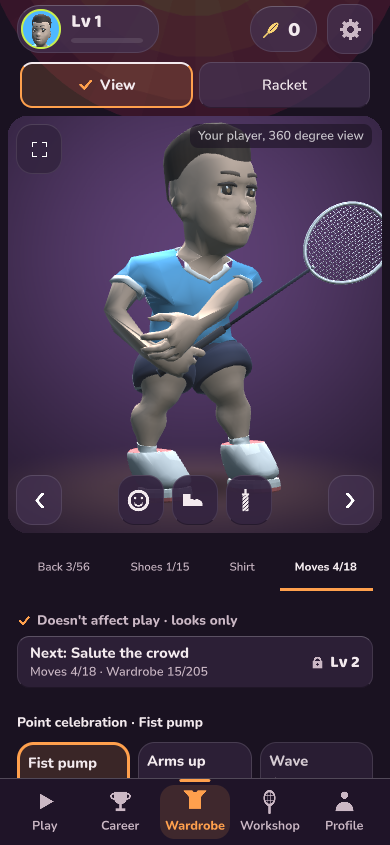 Lv 1
0
View
Racket
Your player, 360 degree view
Back 3/56
Shoes 1/15
Shirt
Moves 4/18
Doesn't affect play · looks only
Next: Salute the crowd
Moves 4/18 · Wardrobe 15/205
Lv 2
Point celebration · Fist pump
Fist pump
Arms up
Wave
Play
Career
Wardrobe
Workshop
Profile